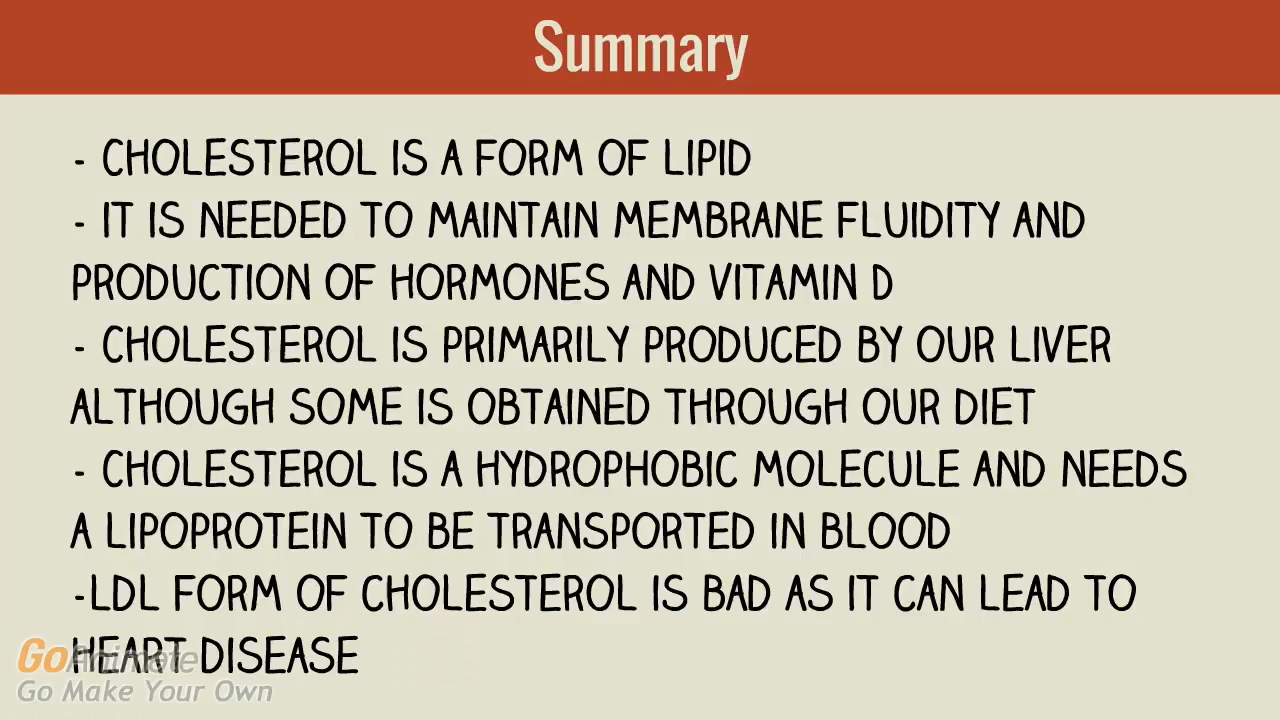 Summary
- CHOLESTEROL IS A FORM OF LIPID
- IT IS NEEDED TO MAINTAIN MEMBRANE FLUIDITY AND
PRODUCTION OF HORMONES AND VITAMIN D
- CHOLESTEROL IS PRIMARILY PRODUCED BY OUR LIVER
ALTHOUGH SOME IS OBTAINED THROUGH OUR DIET
- CHOLESTEROL IS A HYDROPHOBIC MOLECULE AND NEEDS
A LIPOPROTEIN TO BE TRANSPORTED IN BLOOD
-LDL FORM OF CHOLESTEROL IS BAD AS IT CAN LEAD TO
HEART DISEASE
GoAnimate
Go Make Your Own